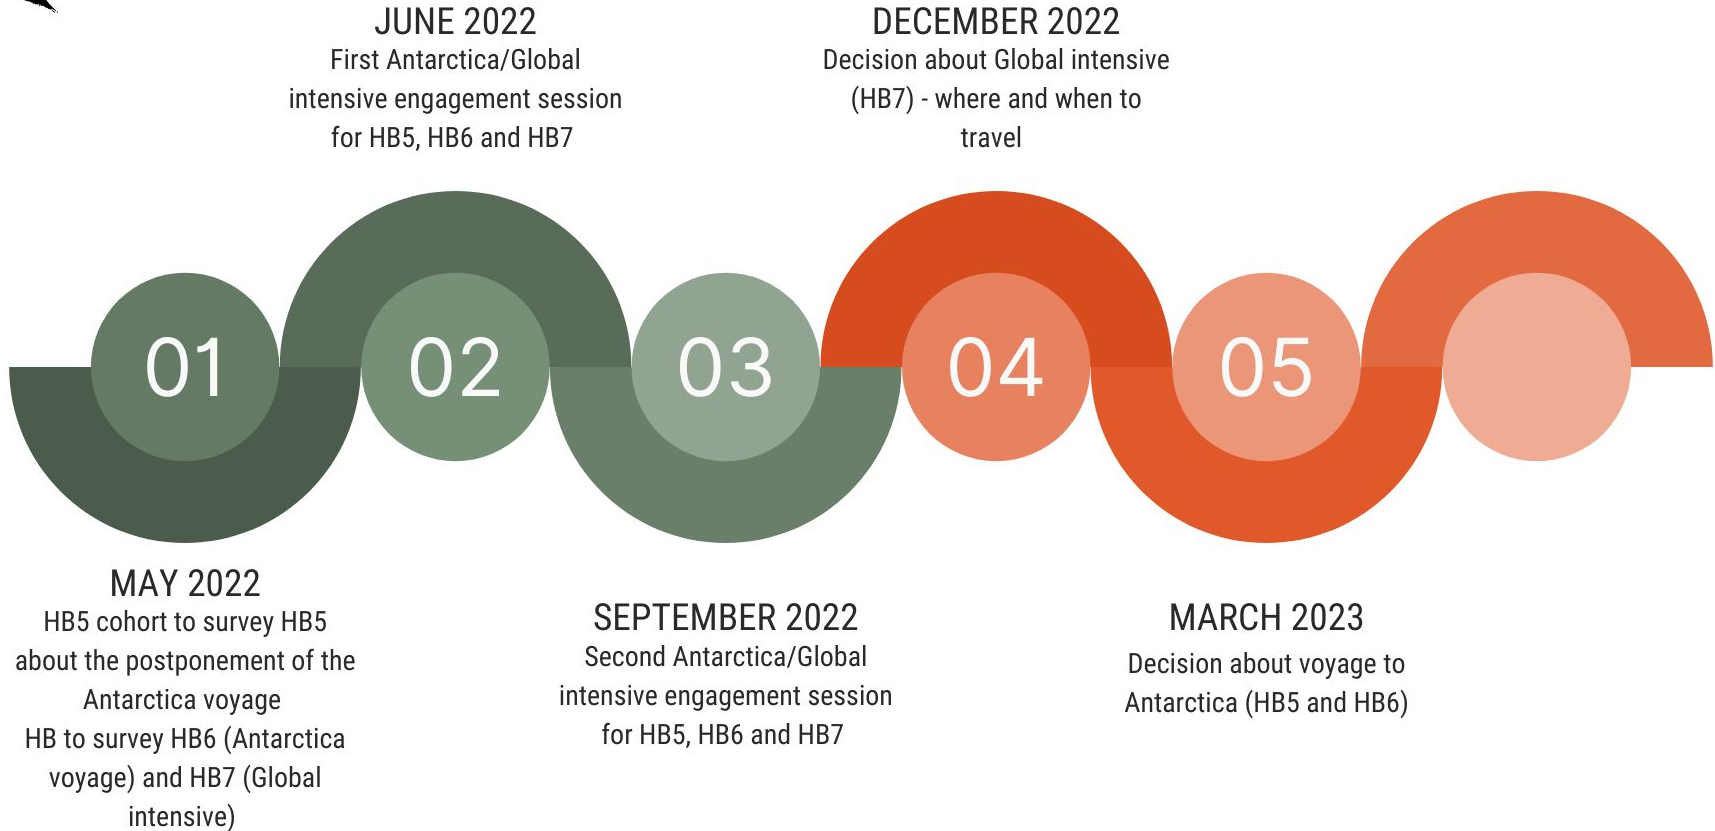 JUNE 2022
First Antarctica/Global
intensive engagement session
for HB5, HB6 and HB7
DECEMBER 2022
Decision about Global intensive
(HB7) - where and when to
travel
01
02
03
04
05
MAY 2022
HB5 cohort to survey HB5
about the postponement of the
Antarctica voyage
HB to survey HB6 (Antarctica
voyage) and HB7 (Global
intensive)
SEPTEMBER 2022
Second Antarctica/Global
intensive engagement session
for HB5, HB6 and HB7
MARCH 2023
Decision about voyage to
Antarctica (HB5 and HB6)